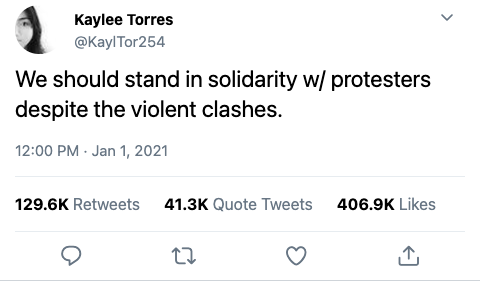 Kaylee Torres
@KaylTor254
We should stand in solidarity w/ protesters
despite the violent clashes.
12:00 PM · Jan 1, 2021
129.6K Retweets 41.3K Quote Tweets 406.9K Likes